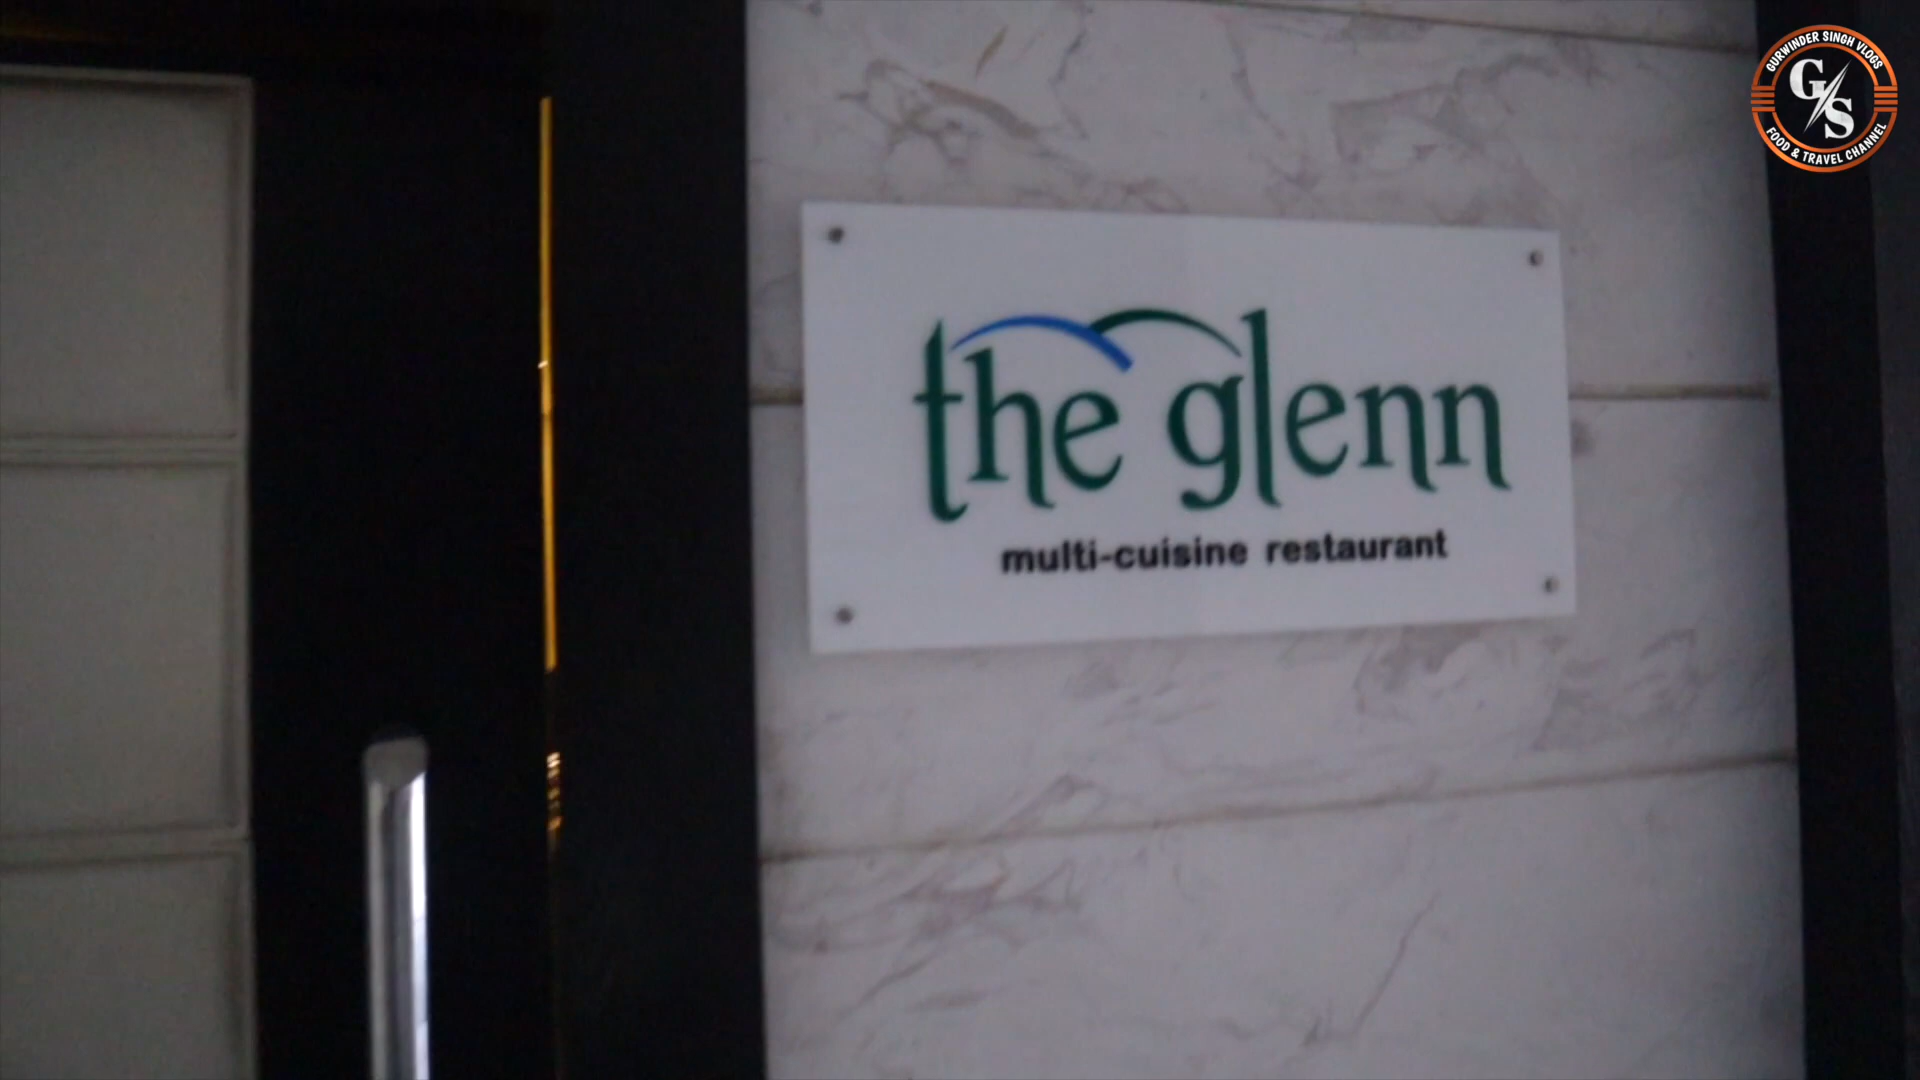 the glenn
multi-cuisine restaurant
GURWINDER SINGH VLOGS
G/S
FOOD & TRAVEL CHANNEL